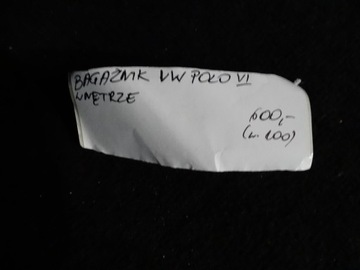 BAGAŻNIK VW POLO VI
WNĘTRZE
600,-
(L. 100)